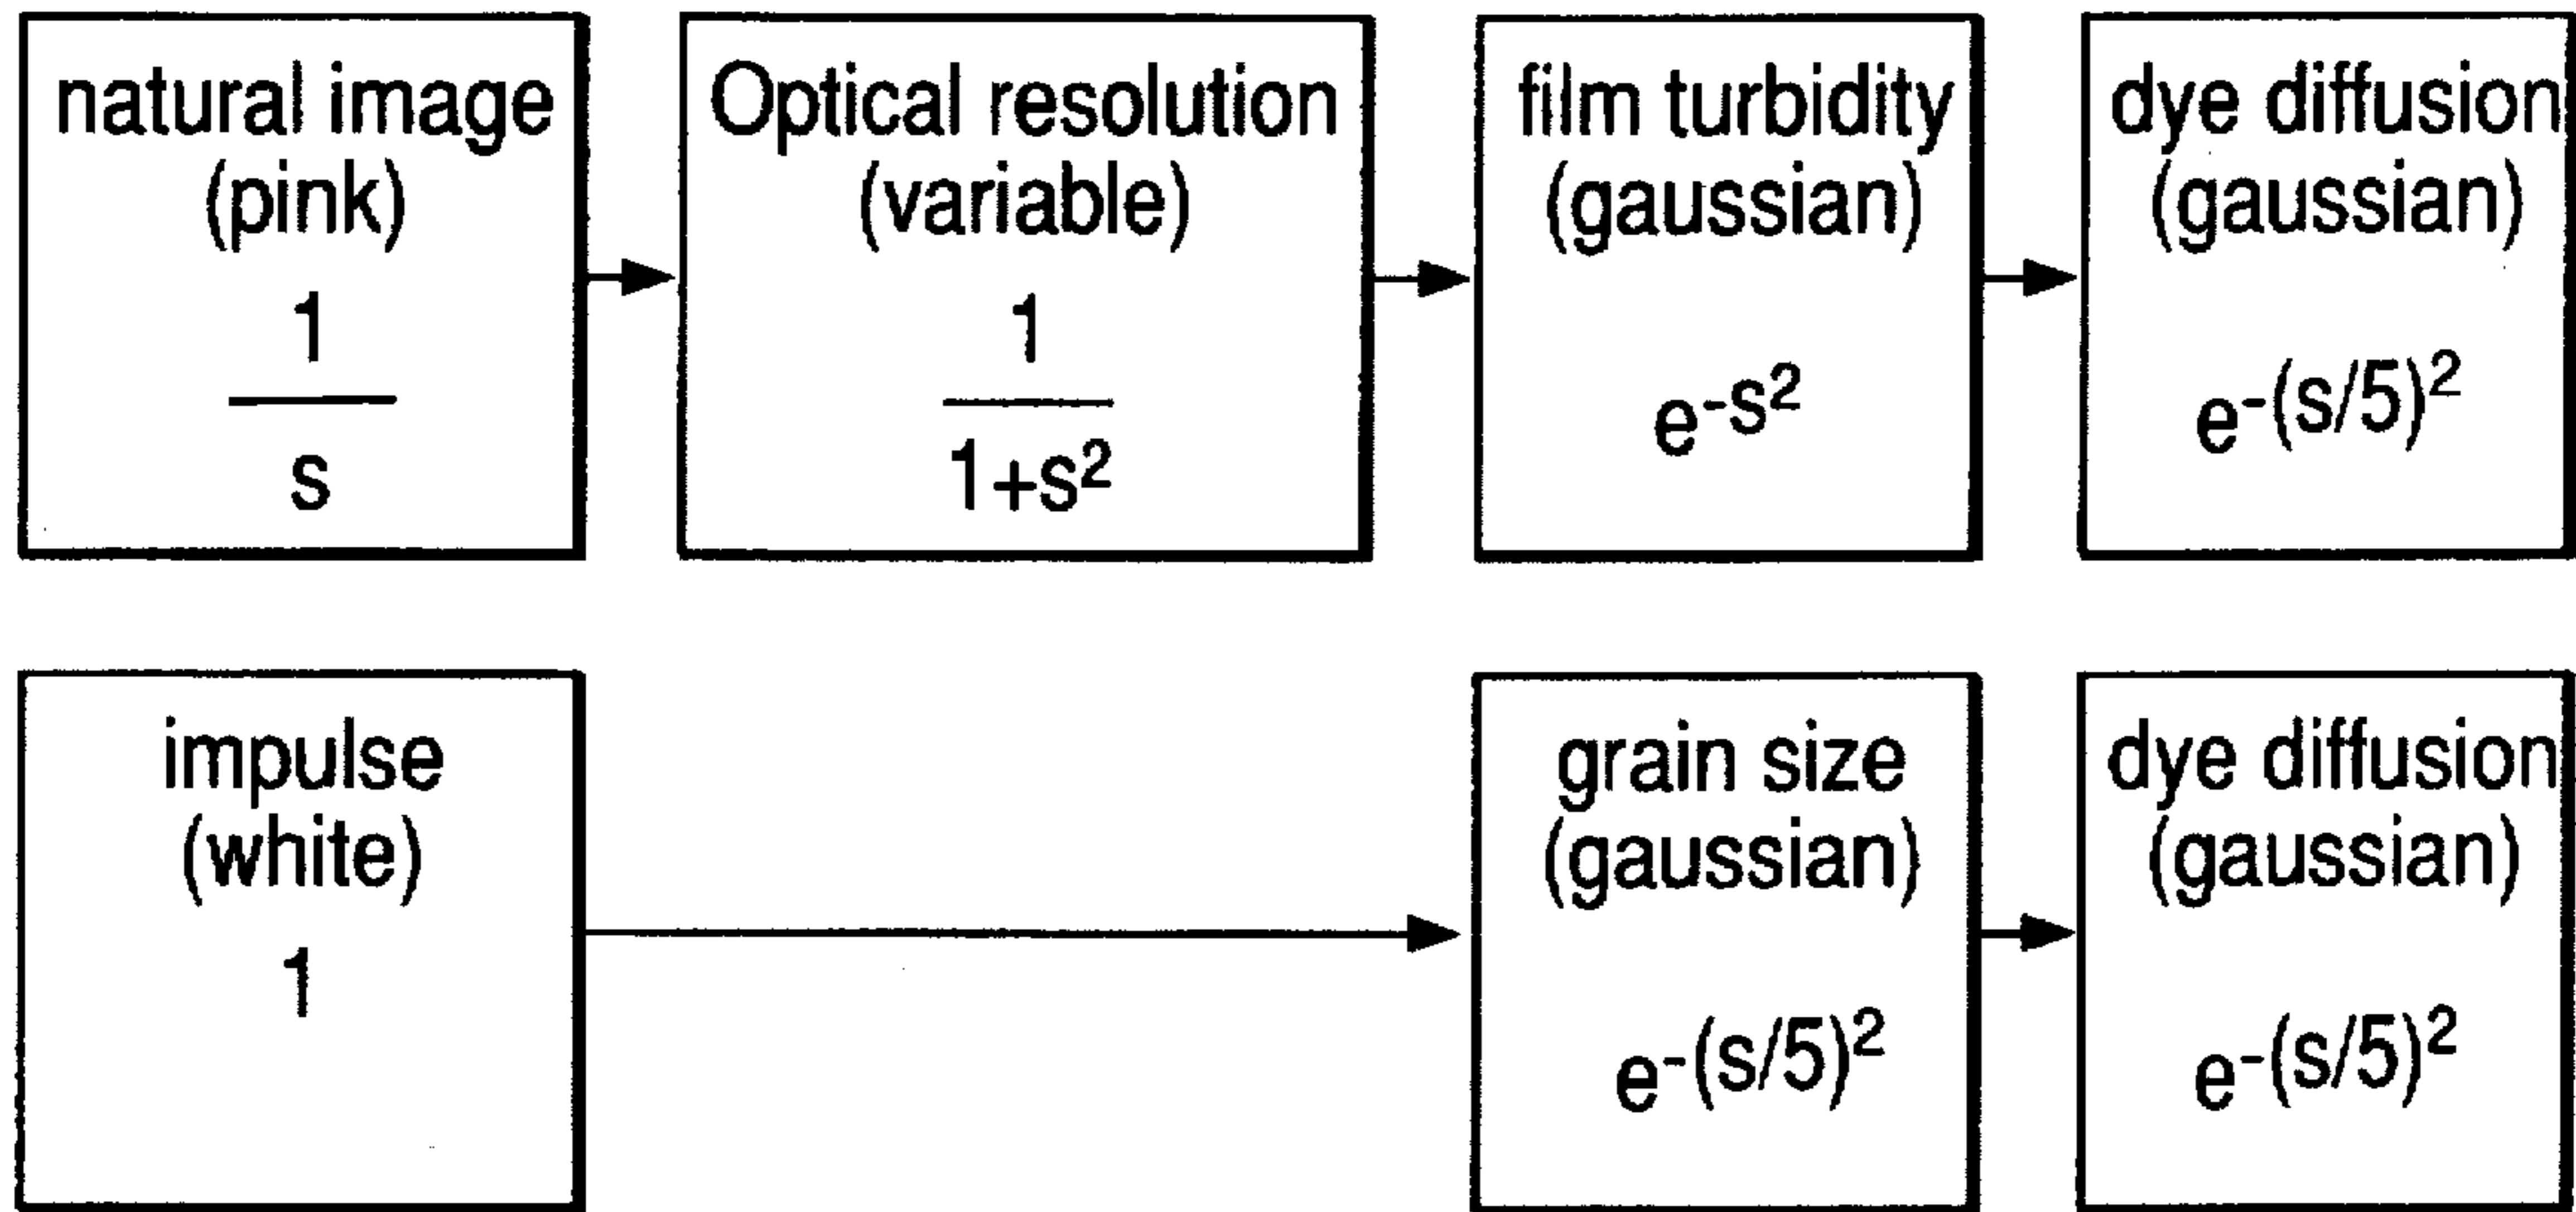 natural image
(pink)
1
s
Optical resolution
(variable)
1
1+s²
film turbidity
(gaussian)
e-s²
dye diffusion
(gaussian)
e-(s/5)²
impulse
(white)
1
grain size
(gaussian)
e-(s/5)²
dye diffusion
(gaussian)
e-(s/5)²